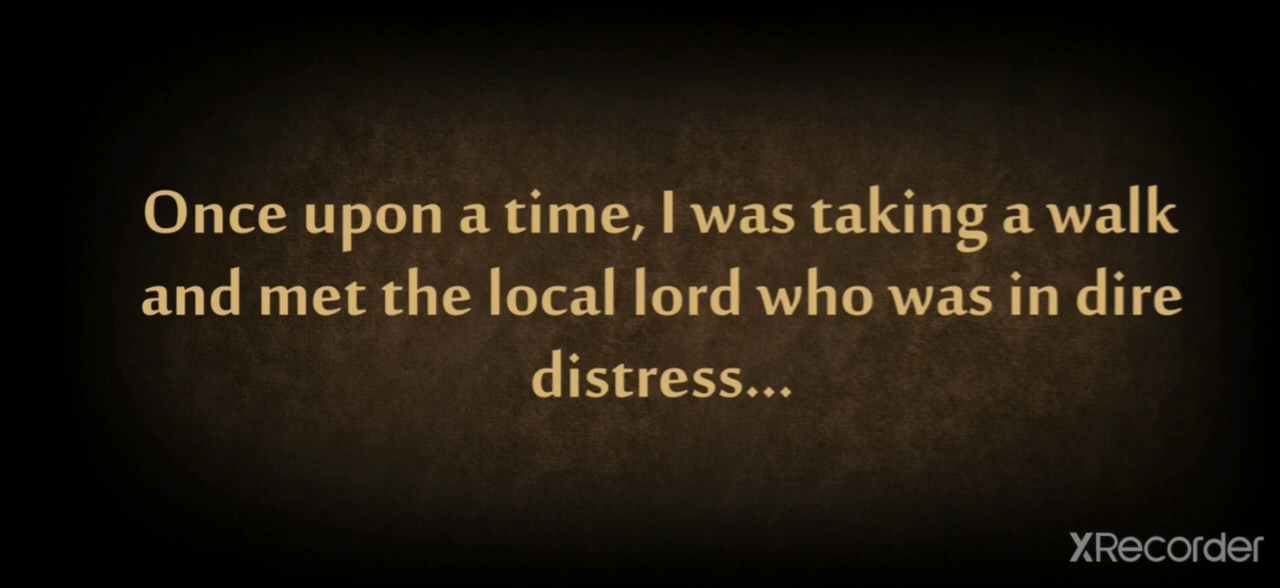 Once upon a time, I was taking a walk
and met the local lord who was in dire
distress...
XRecorder